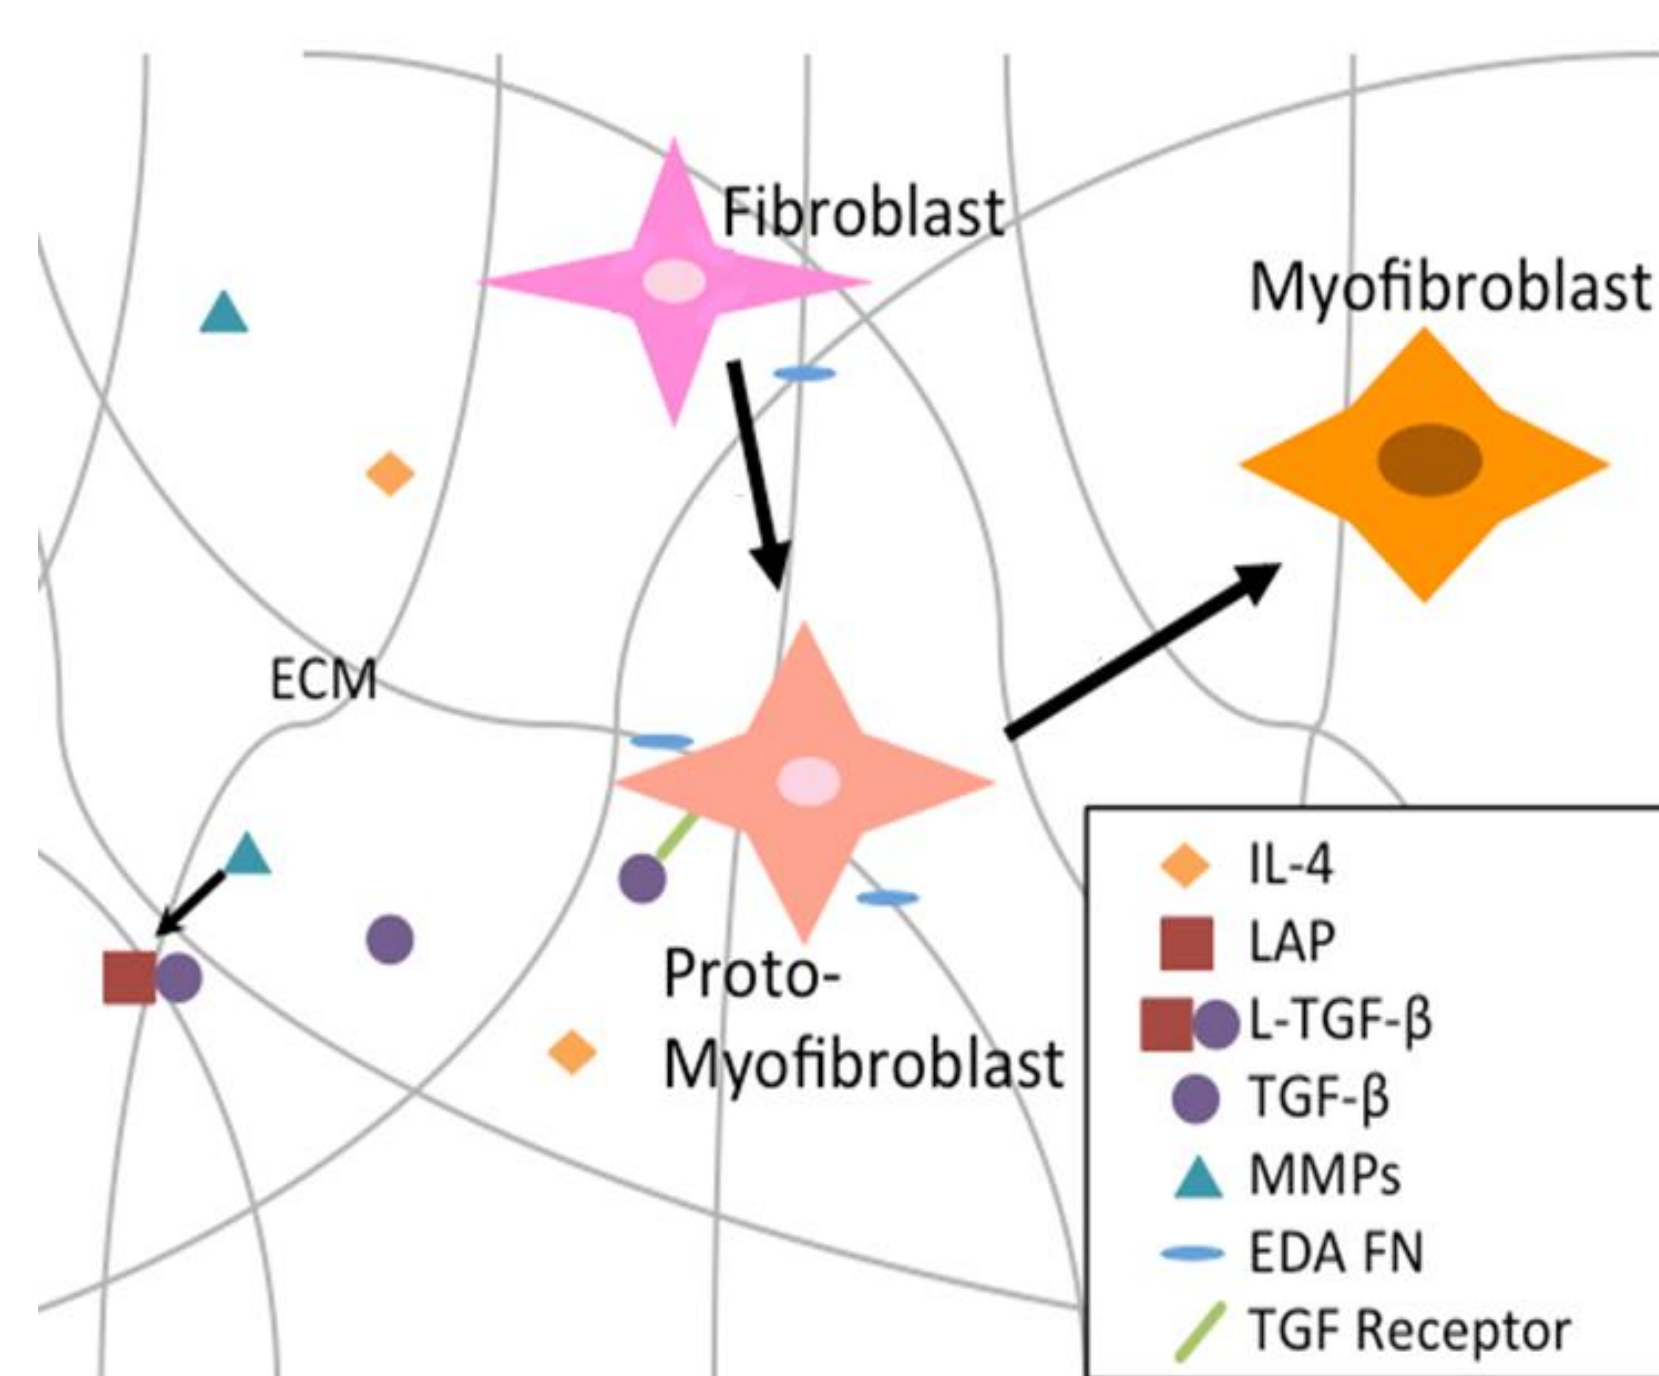 Fibroblast
Myofibroblast
ECM
Proto-
Myofibroblast
IL-4
LAP
L-TGF-β
TGF-β
MMPs
EDA FN
TGF Receptor